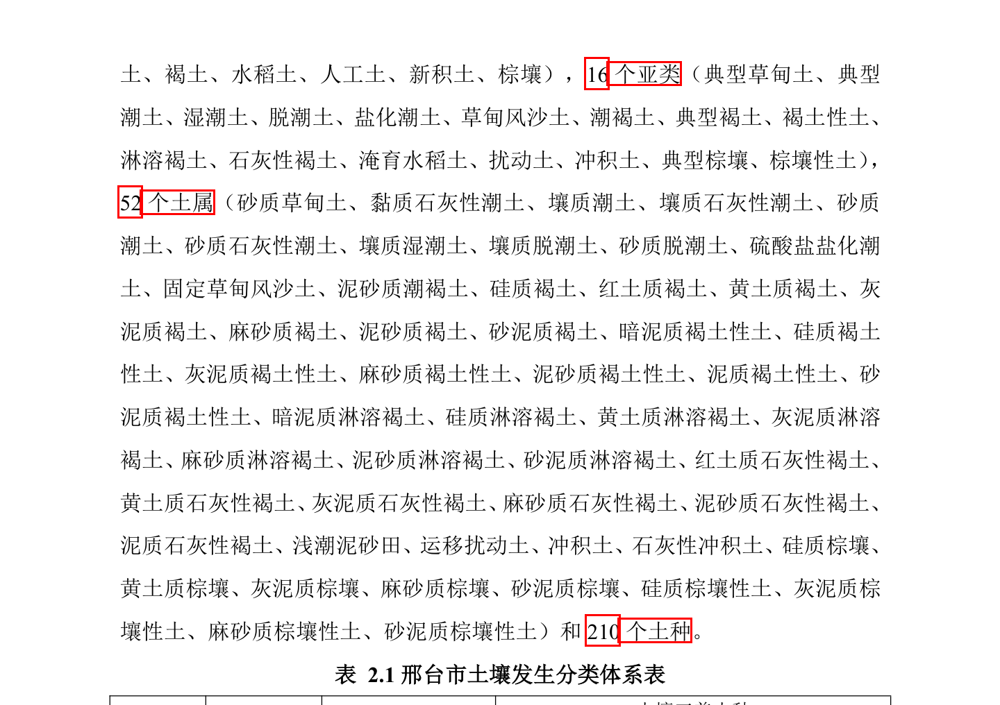 土、褐土、水稻土、人工土、新积土、棕壤），16 个亚类（典型草甸土、典型
潮土、湿潮土、脱潮土、盐化潮土、草甸风沙土、潮褐土、典型褐土、褐土性土、
淋溶褐土、石灰性褐土、淹育水稻土、扰动土、冲积土、典型棕壤、棕壤性土），
52 个土属（砂质草甸土、黏质石灰性潮土、壤质潮土、壤质石灰性潮土、砂质
潮土、砂质石灰性潮土、壤质湿潮土、壤质脱潮土、砂质脱潮土、硫酸盐盐化潮
土、固定草甸风沙土、泥砂质潮褐土、硅质褐土、红土质褐土、黄土质褐土、灰
泥质褐土、麻砂质褐土、泥砂质褐土、砂泥质褐土、暗泥质褐土性土、硅质褐土
性土、灰泥质褐土性土、麻砂质褐土性土、泥砂质褐土性土、泥质褐土性土、砂
泥质褐土性土、暗泥质淋溶褐土、硅质淋溶褐土、黄土质淋溶褐土、灰泥质淋溶
褐土、麻砂质淋溶褐土、泥砂质淋溶褐土、砂泥质淋溶褐土、红土质石灰性褐土、
黄土质石灰性褐土、灰泥质石灰性褐土、麻砂质石灰性褐土、泥砂质石灰性褐土、
泥质石灰性褐土、浅潮泥砂田、运移扰动土、冲积土、石灰性冲积土、硅质棕壤、
黄土质棕壤、灰泥质棕壤、麻砂质棕壤、砂泥质棕壤、硅质棕壤性土、灰泥质棕
壤性土、麻砂质棕壤性土、砂泥质棕壤性土）和 210 个土种。
表 2.1 邢台市土壤发生分类体系表